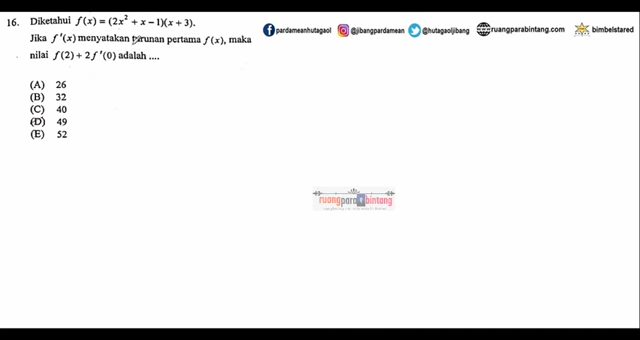 16. Diketahui f(x) = (2x² + x − 1)(x + 3).
Jika f '(x) menyatakan turunan pertama f(x), maka
nilai f(2) + 2f '(0) adalah ....
(A) 26
(B) 32
(C) 40
(D) 49
(E) 52
pardameanhutagaol @jibangpardamean @hutagaoljibang ruangparabintang.com bimbelstared
ruangparabintang